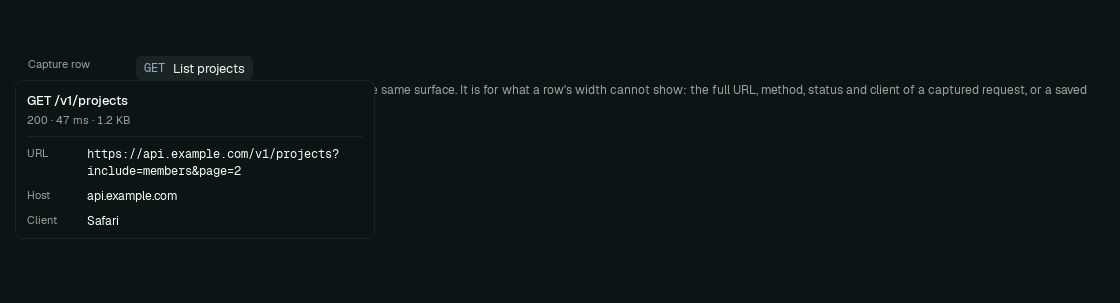 Capture row
GET List projects
same surface. It is for what a row's width cannot show: the full URL, method, status and client of a captured request, or a saved
GET /v1/projects
200 · 47 ms · 1.2 KB
URL https://api.example.com/v1/projects?
include=members&page=2
Host api.example.com
Client Safari